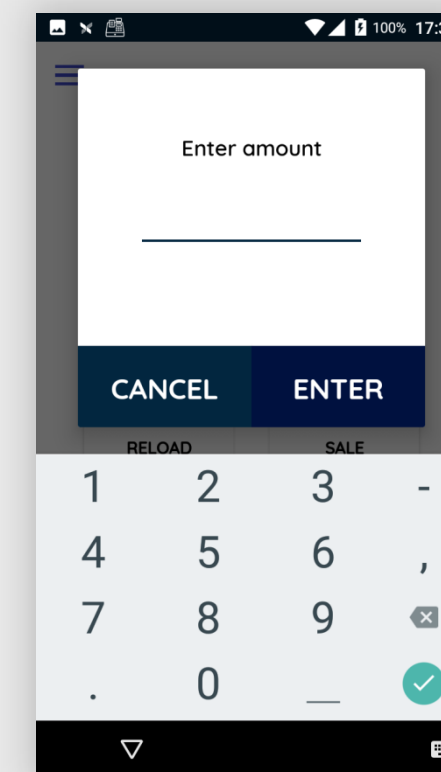 100% 17:3
Enter amount
CANCEL ENTER
RELOAD SALE
1 2 3 -
4 5 6 ,
7 8 9
. 0 _